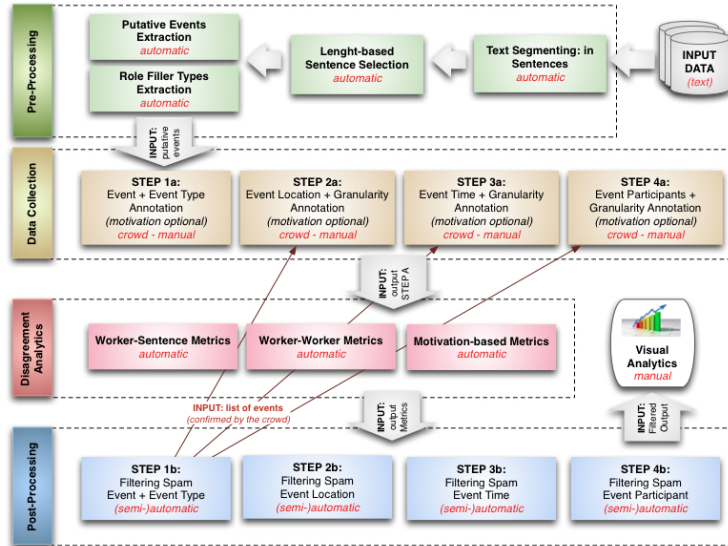 Pre-Processing
Putative Events
Extraction
automatic
Role Filler Types
Extraction
automatic
Lenght-based
Sentence Selection
automatic
Text Segmenting: in
Sentences
automatic
INPUT
DATA
(text)
INPUT:
putative
events
Data Collection
STEP 1a:
Event + Event Type
Annotation
(motivation optional)
crowd - manual
STEP 2a:
Event Location + Granularity
Annotation
(motivation optional)
crowd - manual
STEP 3a:
Event Time + Granularity
Annotation
(motivation optional)
crowd - manual
STEP 4a:
Event Participants +
Granularity Annotation
(motivation optional)
crowd - manual
INPUT:
output
STEP A
Disagreement
Analytics
Worker-Sentence Metrics
automatic
Worker-Worker Metrics
automatic
Motivation-based Metrics
automatic
Visual
Analytics
manual
INPUT: list of events
(confirmed by the crowd)
INPUT:
output
Metrics
INPUT:
Filtered
Output
Post-Processing
STEP 1b:
Filtering Spam
Event + Event Type
(semi-)automatic
STEP 2b:
Filtering Spam
Event Location
(semi-)automatic
STEP 3b:
Filtering Spam
Event Time
(semi-)automatic
STEP 4b:
Filtering Spam
Event Participant
(semi-)automatic